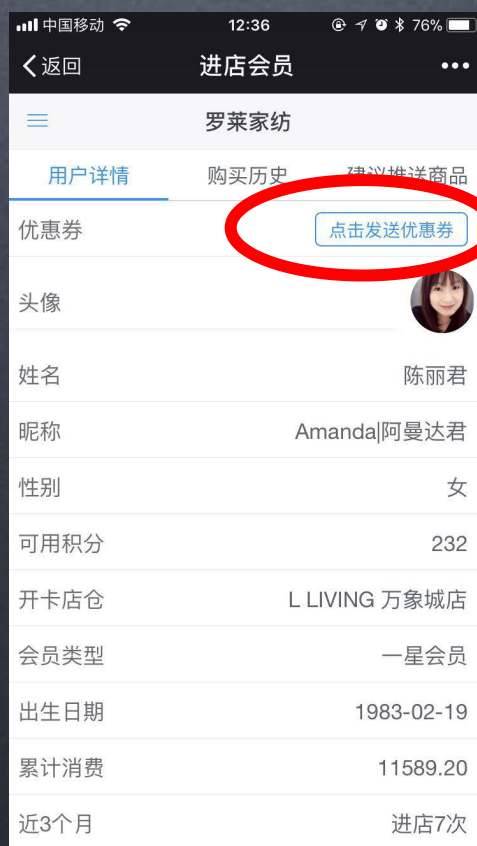 中国移动 12:36 76%
返回 进店会员 •••
罗莱家纺
用户详情 购买历史 建议推送商品
优惠券 点击发送优惠券
头像
姓名 陈丽君
昵称 Amanda|阿曼达君
性别 女
可用积分 232
开卡店仓 L LIVING 万象城店
会员类型 一星会员
出生日期 1983-02-19
累计消费 11589.20
近3个月 进店7次